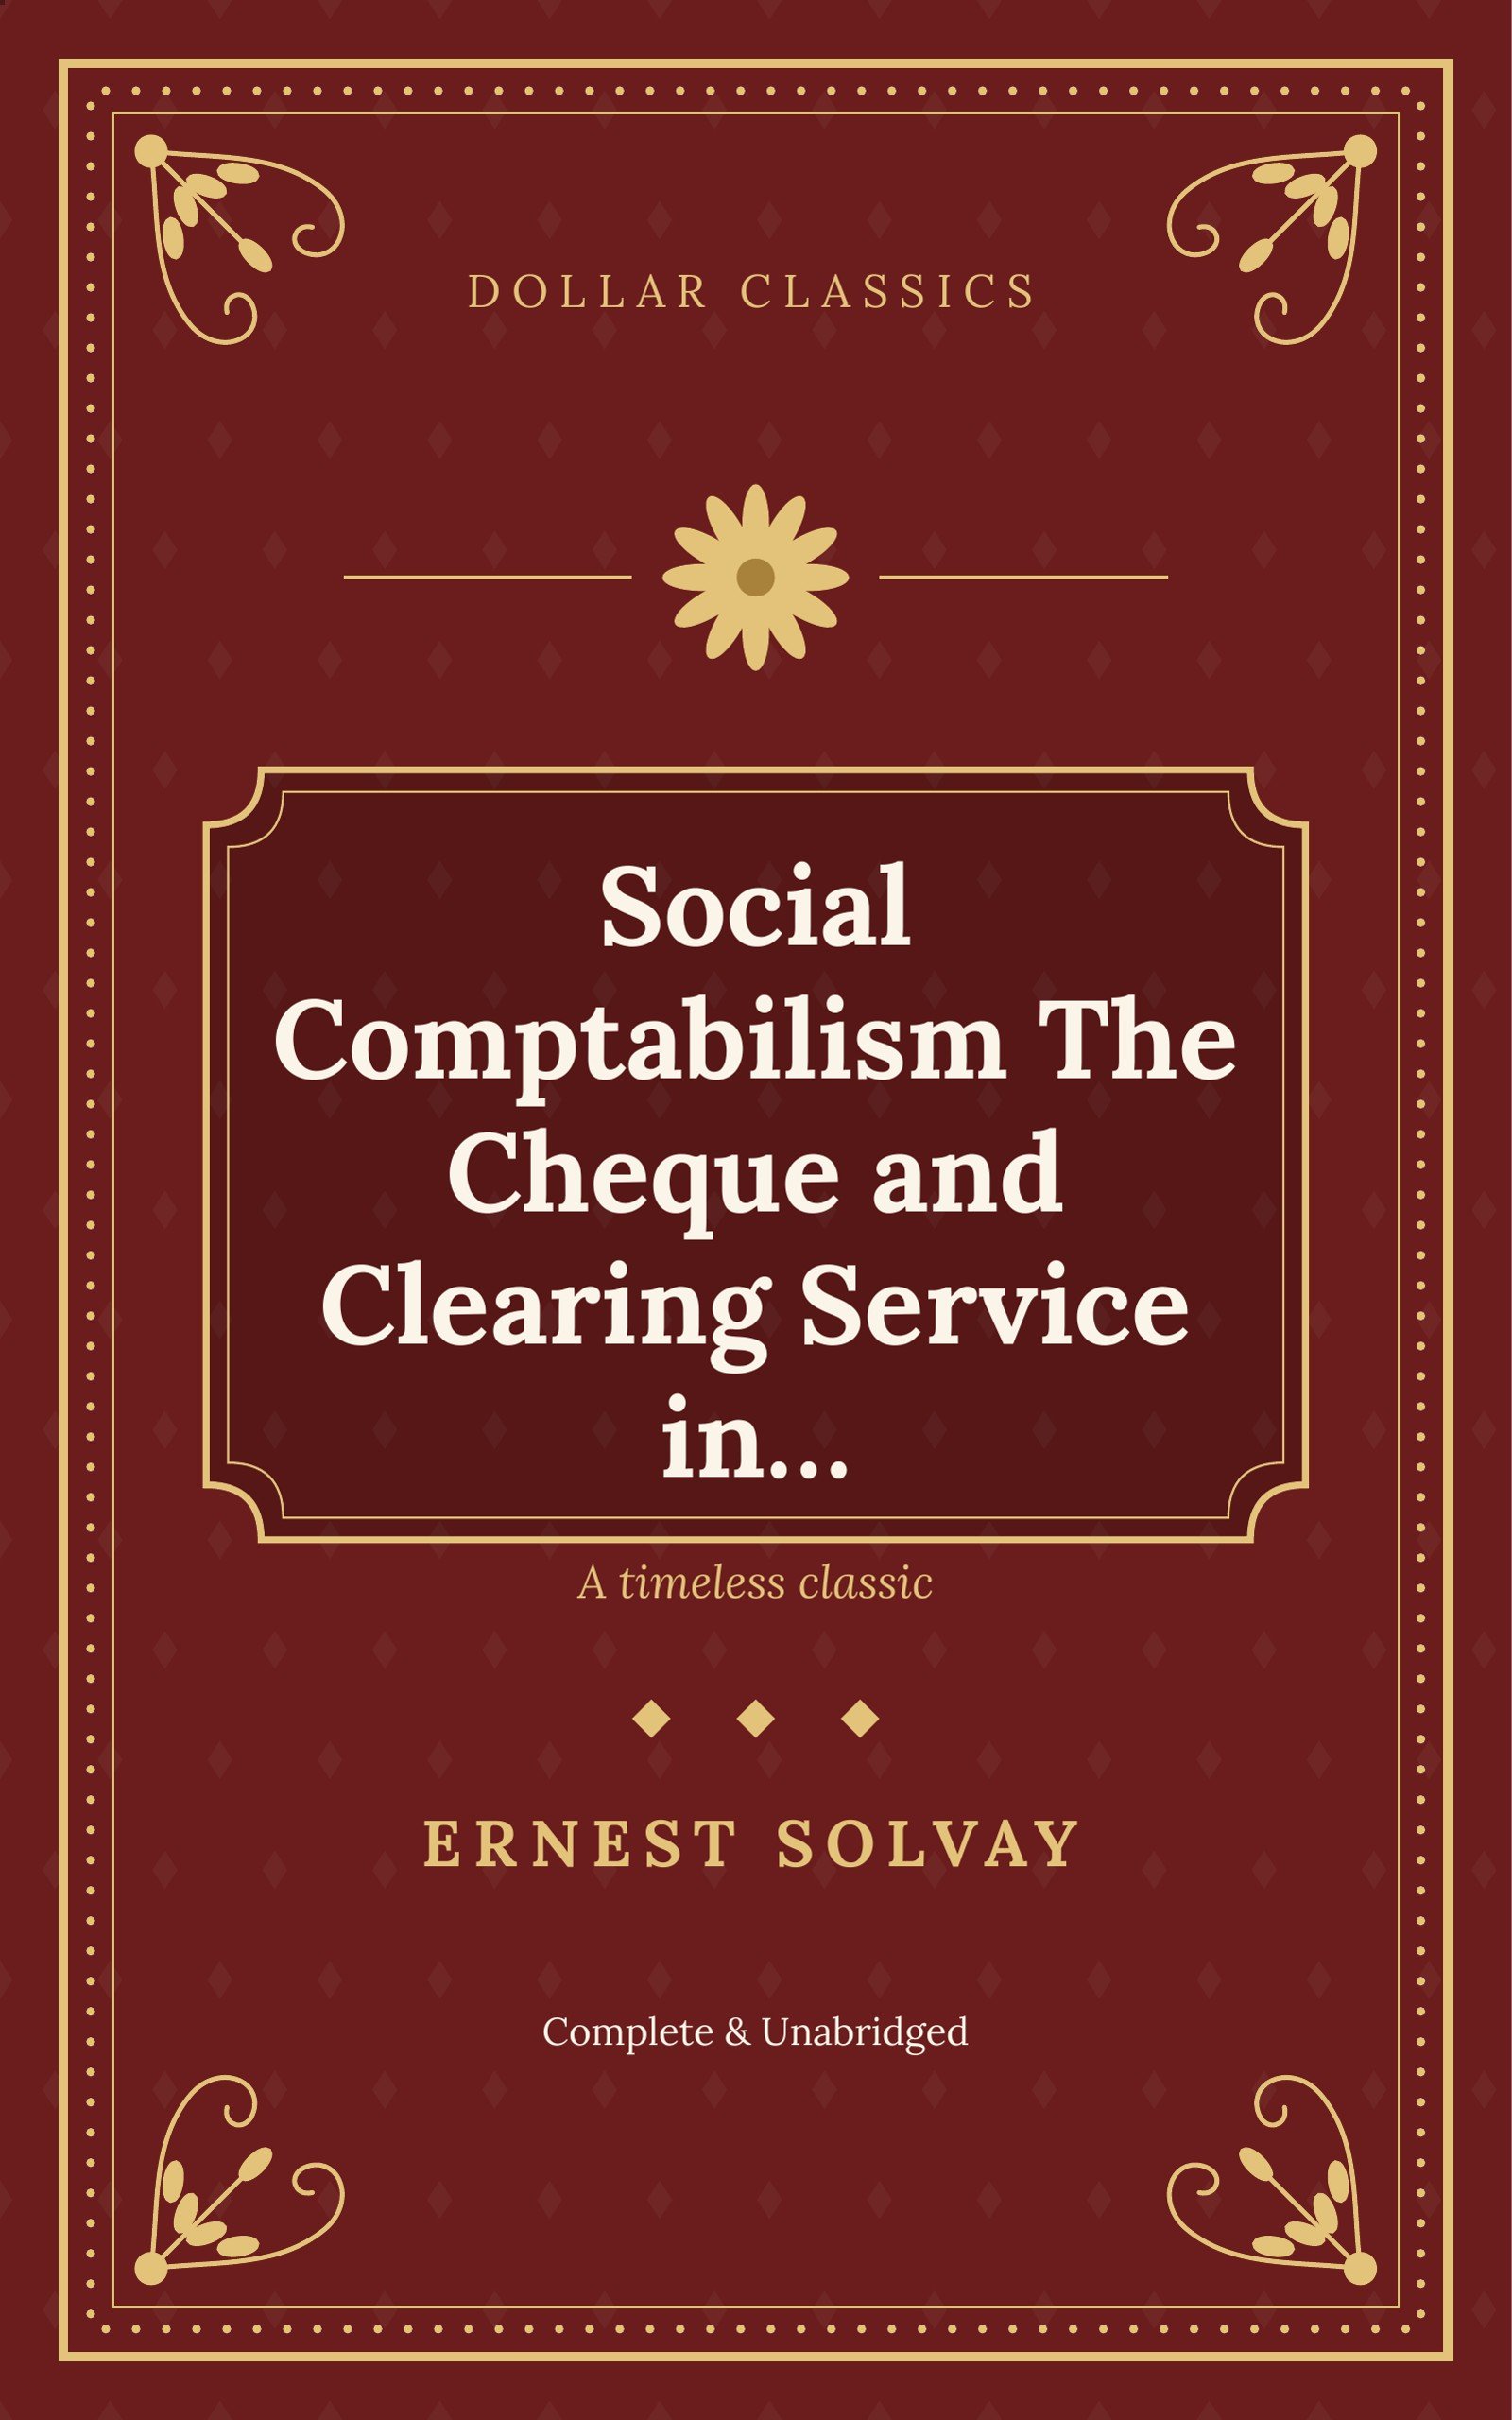 DOLLAR CLASSICS
Social
Comptabilism The
Cheque and
Clearing Service
in...
A timeless classic
ERNEST SOLVAY
Complete & Unabridged